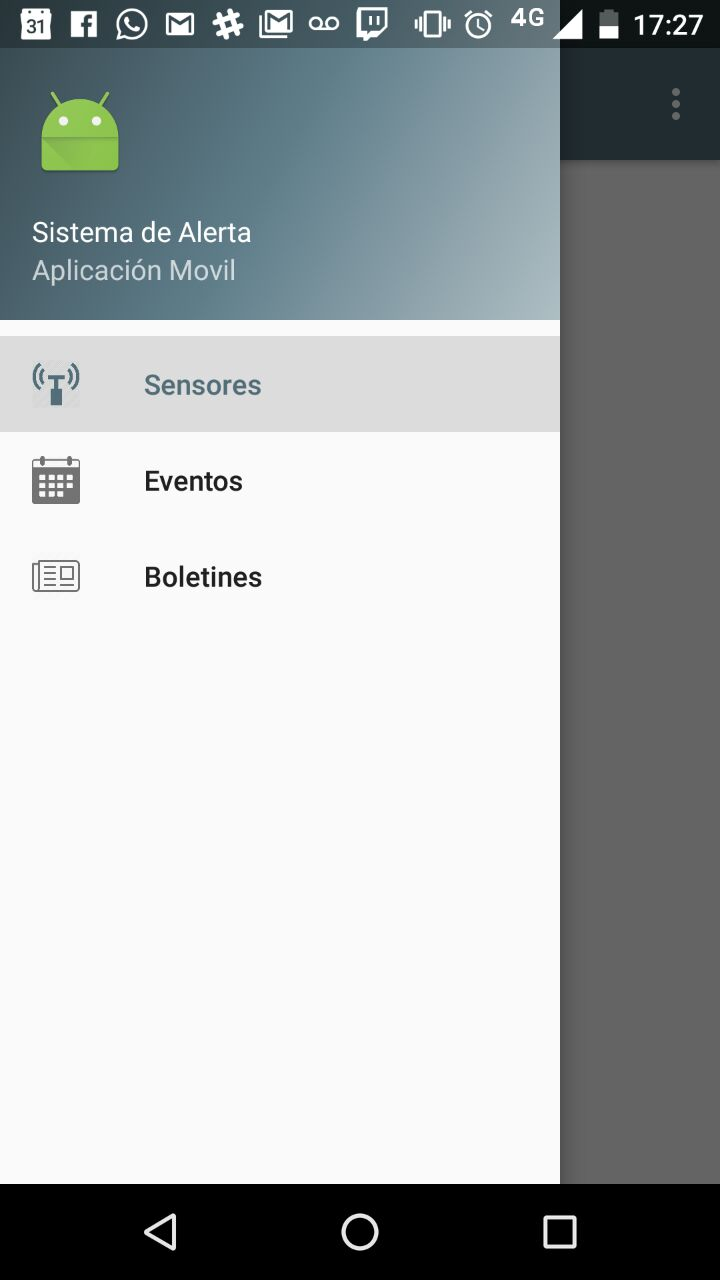 31 4G 17:27
Sistema de Alerta
Aplicación Movil
Sensores
Eventos
Boletines